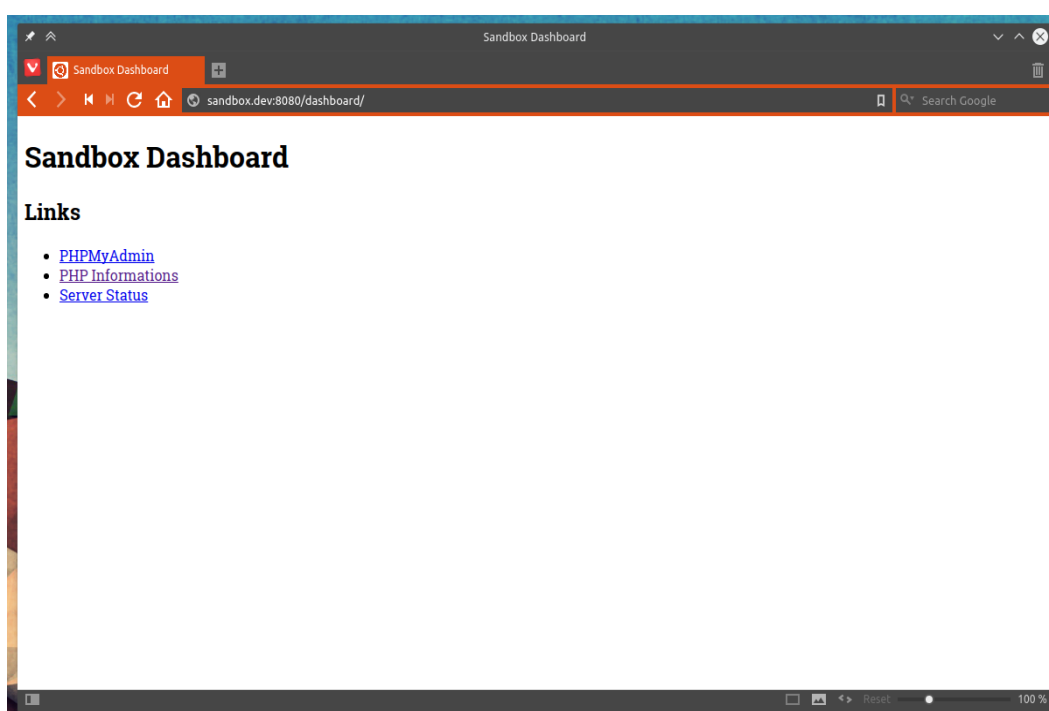 Sandbox Dashboard
Sandbox Dashboard
sandbox.dev:8080/dashboard/
Search Google
Sandbox Dashboard
Links
PHPMyAdmin
PHP Informations
Server Status
Reset
100 %